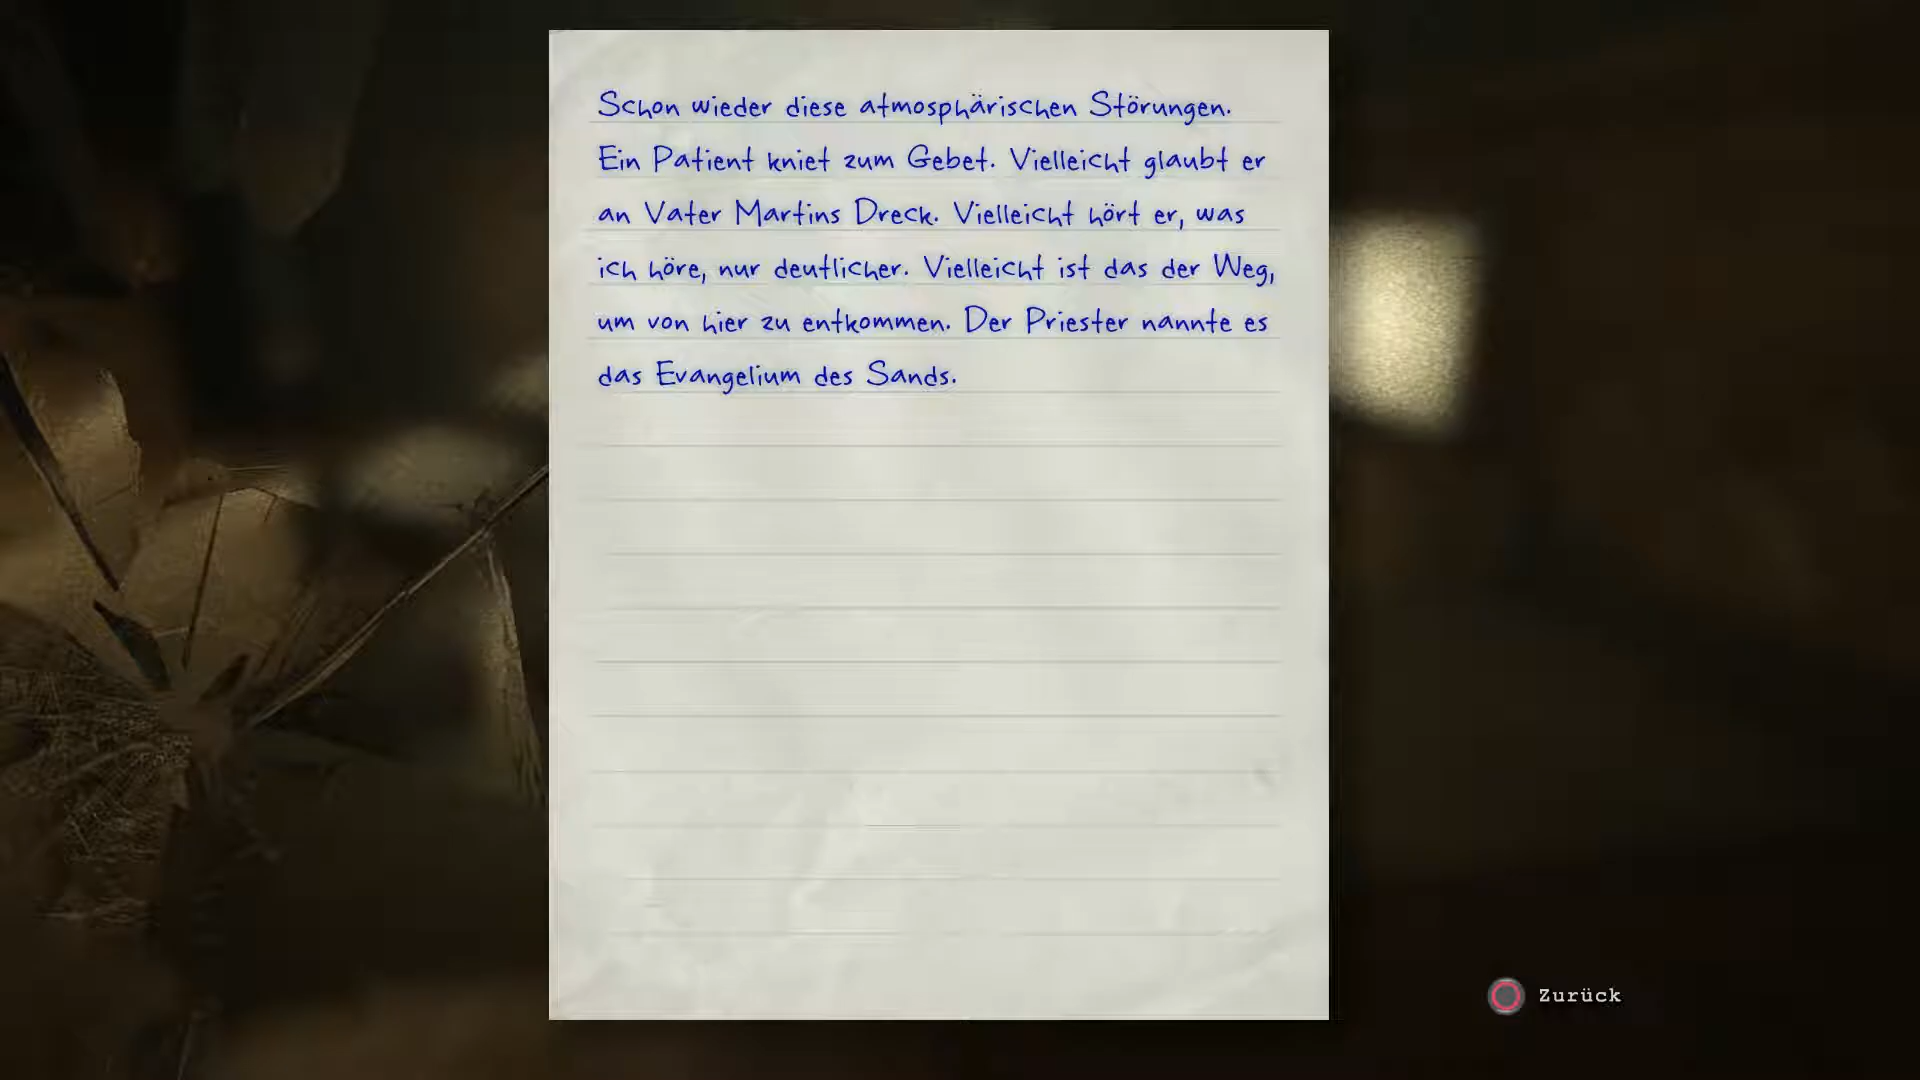 Schon wieder diese atmosphärischen Störungen.
Ein Patient kniet zum Gebet. Vielleicht glaubt er
an Vater Martins Dreck. Vielleicht hört er, was
ich höre, nur deutlicher. Vielleicht ist das der Weg,
um von hier zu entkommen. Der Priester nannte es
das Evangelium des Sands.
Zurück